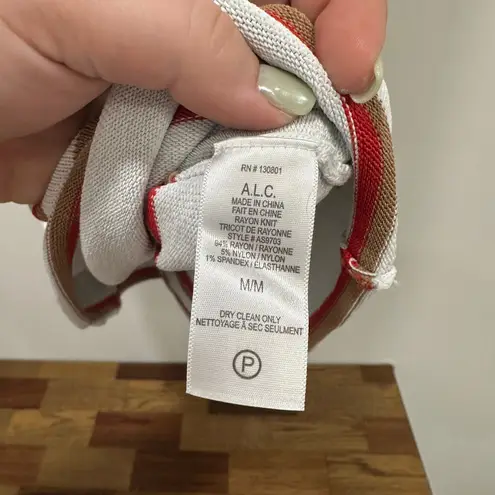 RN # 130801
A.L.C.
MADE IN CHINA
FAIT EN CHINE
RAYON KNIT
TRICOT DE RAYONNE
STYLE # AS9703
94% RAYON / RAYONNE
5% NYLON / NYLON
1% SPANDEX / ÉLASTHANNE
M/M
DRY CLEAN ONLY
NETTOYAGE À SEC SEULMENT
P